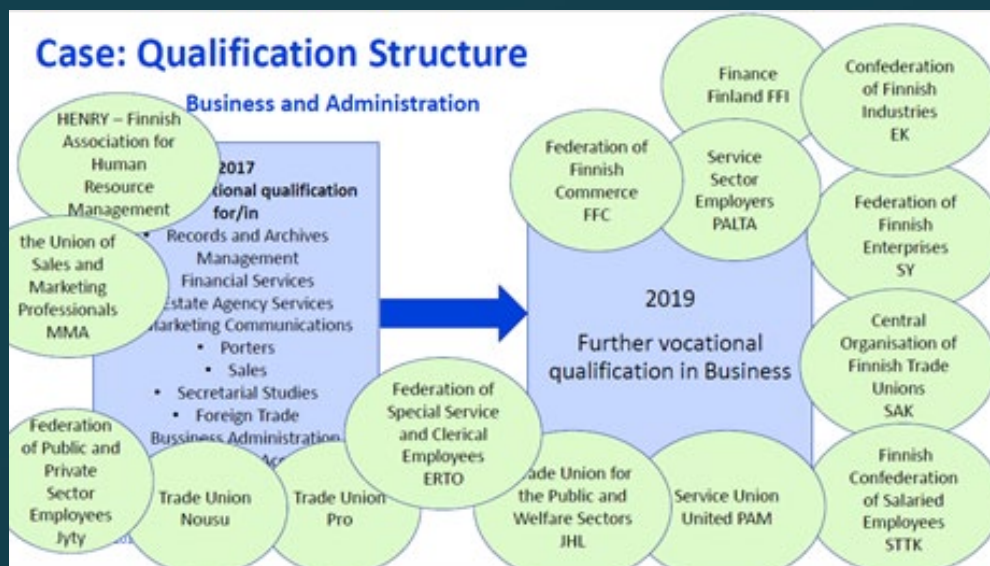 Case: Qualification Structure
Business and Administration
HENRY – Finnish
Association for
Human
Resource
Management
the Union of
Sales and
Marketing
Professionals
MMA
2017
qualification
for/in
• Records and Archives
Management
Financial Services
Estate Agency Services
Marketing Communications
• Porters
• Sales
• Secretarial Studies
• Foreign Trade
Bussiness Administration
Federation
of Public and
Private
Sector
Employees
Jyty
Trade Union
Nousu
Trade Union
Pro
Federation of
Special Service
and Clerical
Employees
ERTO
Federation of
Finnish
Commerce
FFC
Finance
Finland FFI
Service
Sector
Employers
PALTA
Confederation
of Finnish
Industries
EK
Federation of
Finnish
Enterprises
SY
2019
Further vocational
qualification in Business
Central
Organisation of
Finnish Trade
Unions
SAK
Trade Union for
the Public and
Welfare Sectors
JHL
Service Union
United PAM
Finnish
Confederation
of Salaried
Employees
STTK